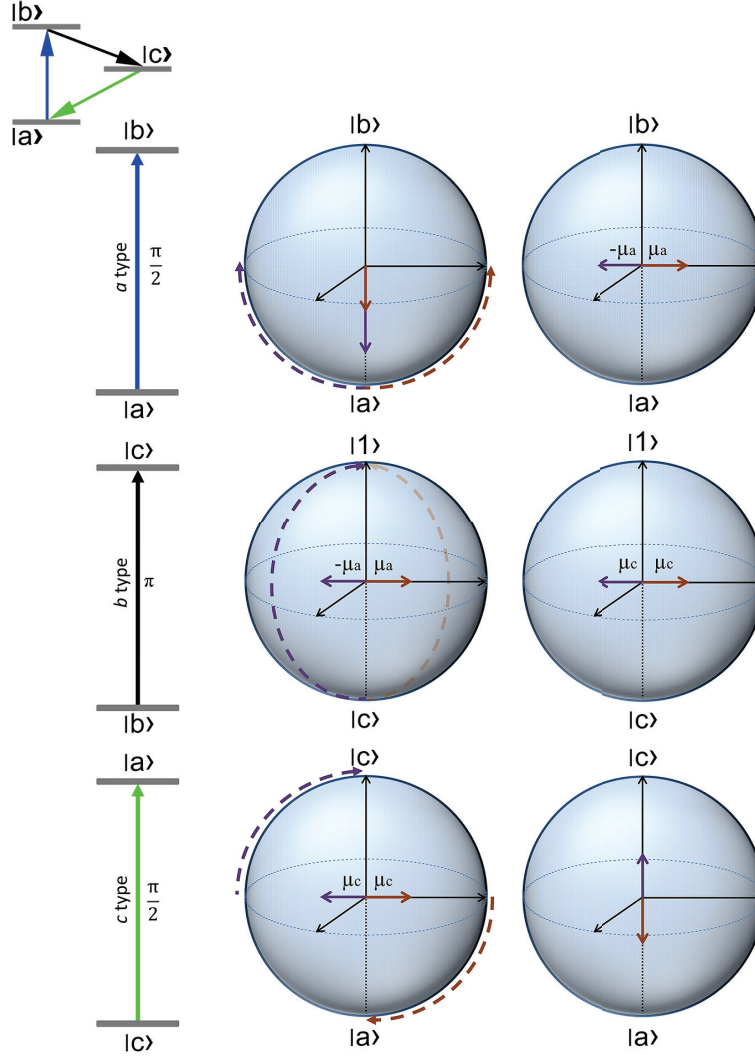 |b⟩
|c⟩
|a⟩
|b⟩ |b⟩ |b⟩
a type π/2
-μa μa
|a⟩ |a⟩ |a⟩
|c⟩ |1⟩ |1⟩
b type π
-μa μa μc μc
|b⟩ |c⟩ |c⟩
|a⟩ |c⟩ |c⟩
c type π/2
μc μc
|c⟩ |a⟩ |a⟩